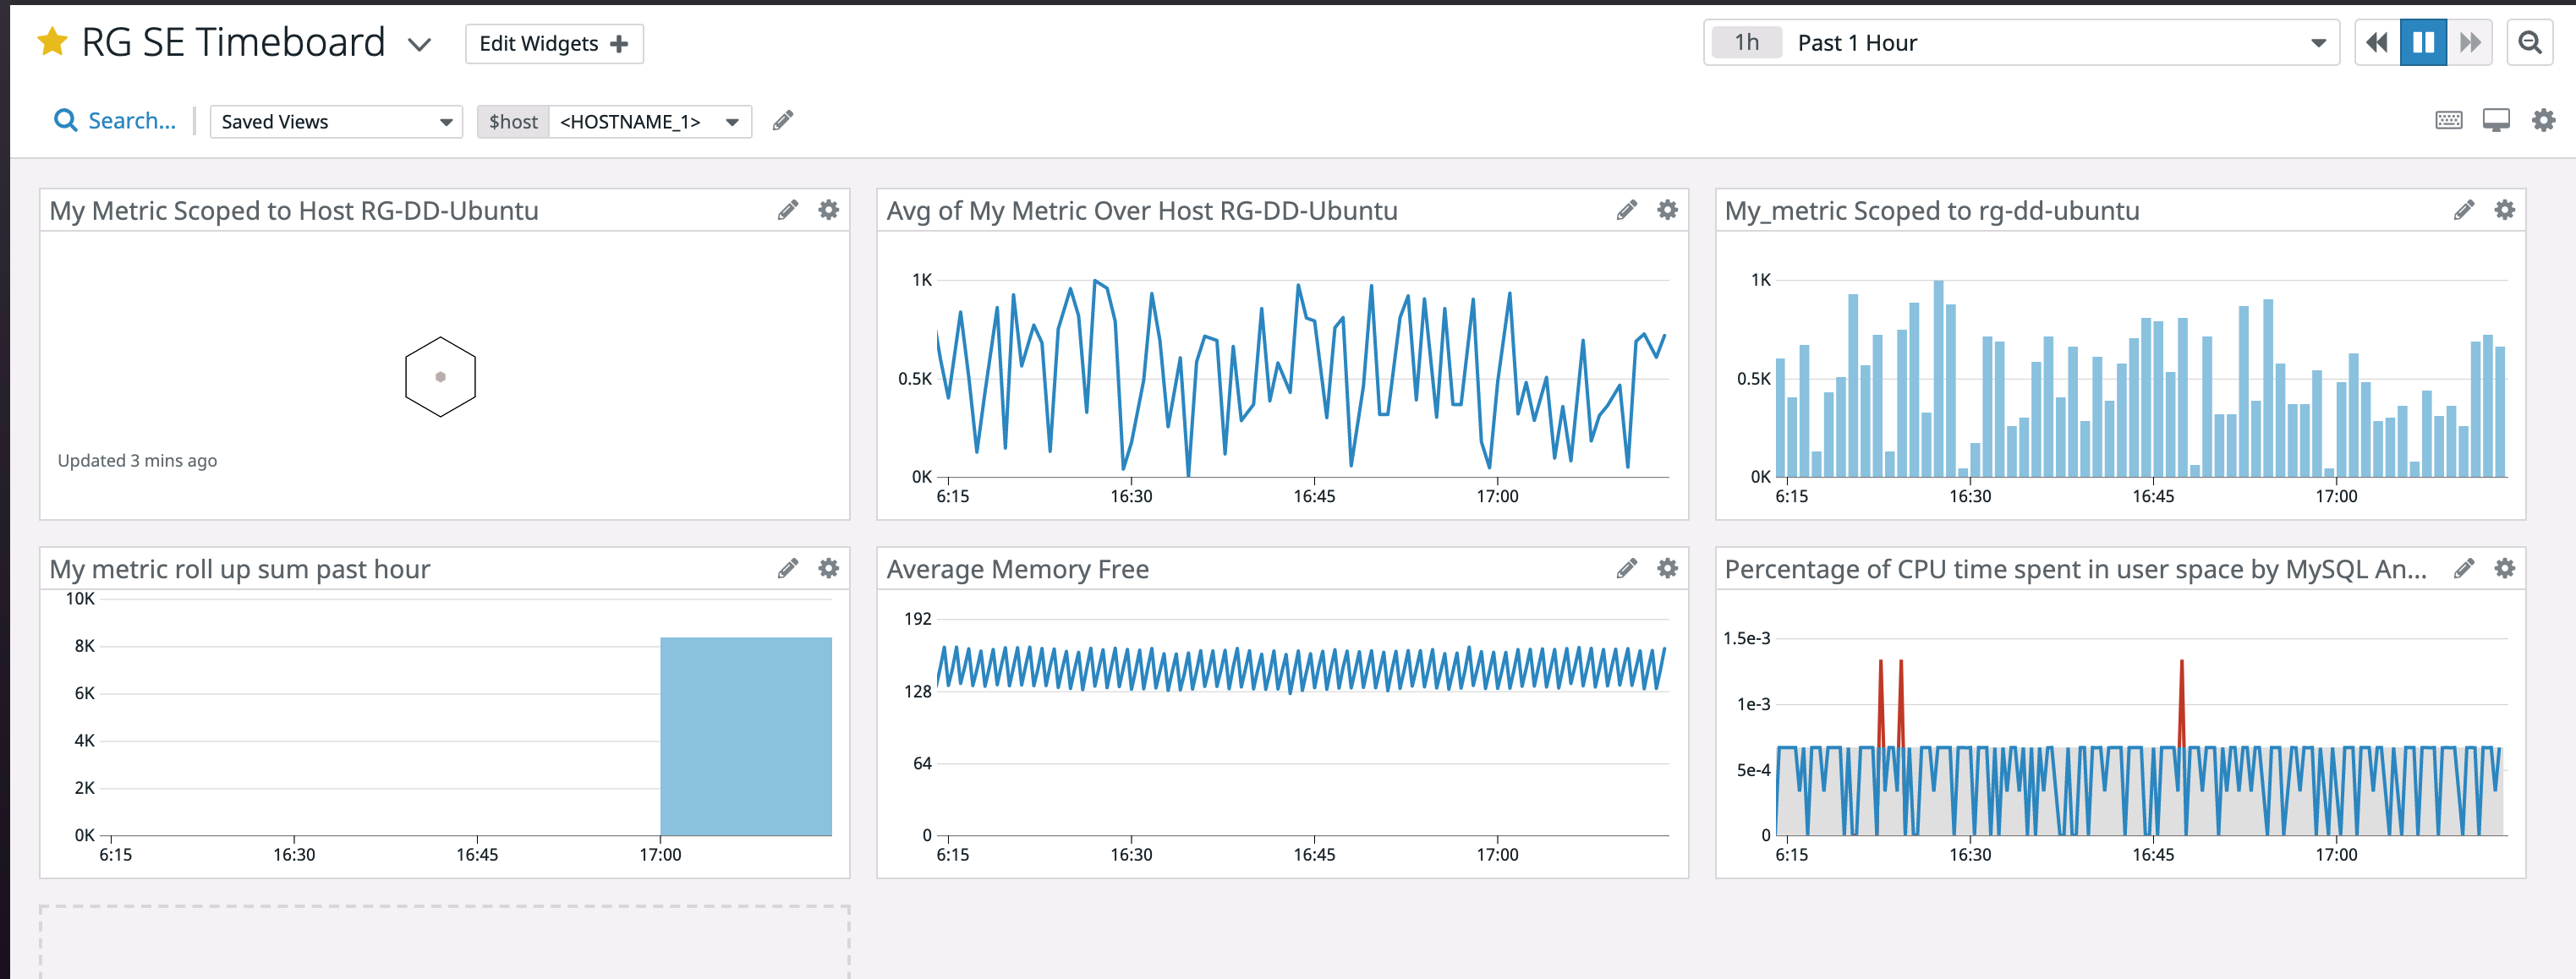 RG SE Timeboard
Edit Widgets
1h Past 1 Hour
Search...
Saved Views
$host <HOSTNAME_1>
My Metric Scoped to Host RG-DD-Ubuntu
Updated 3 mins ago
Avg of My Metric Over Host RG-DD-Ubuntu
1K
0.5K
0K
6:15 16:30 16:45 17:00
My_metric Scoped to rg-dd-ubuntu
1K
0.5K
0K
6:15 16:30 16:45 17:00
My metric roll up sum past hour
10K
8K
6K
4K
2K
0K
6:15 16:30 16:45 17:00
Average Memory Free
192
128
64
0
6:15 16:30 16:45 17:00
Percentage of CPU time spent in user space by MySQL An...
1.5e-3
1e-3
5e-4
0
6:15 16:30 16:45 17:00